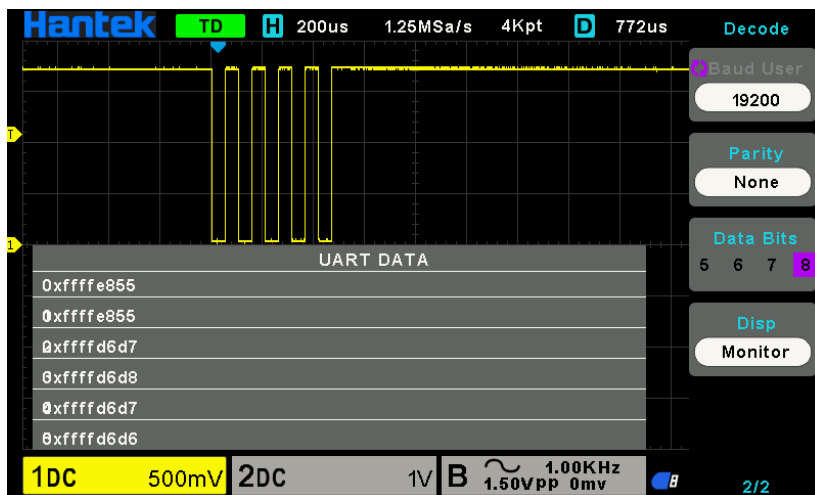 Hantek TD H 200us 1.25MSa/s 4Kpt D 772us
Decode
Baud User
19200
Parity
None
Data Bits
5 6 7 8
Disp
Monitor
T
1
UART DATA
0xffffe855
0xffffe855
0xffffd6d7
0xffffd6d8
0xffffd6d7
0xffffd6d6
1DC 500mV 2DC 1V B 1.00KHz
1.50Vpp 0mv
2/2